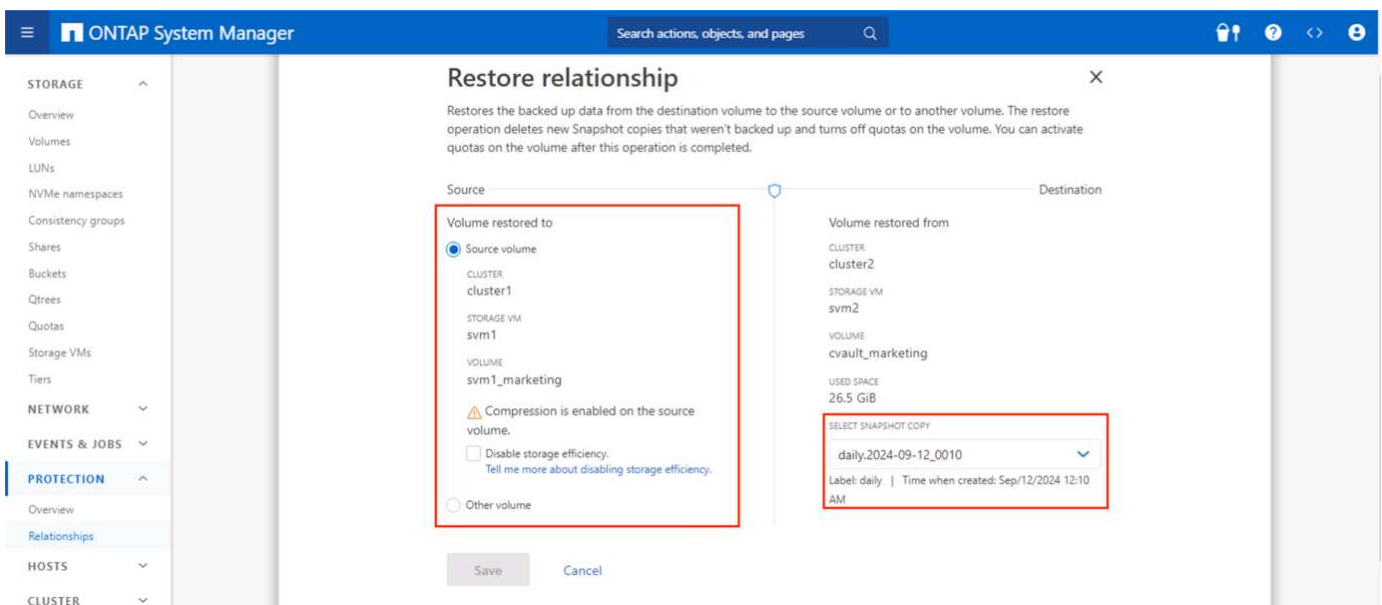 ONTAP System Manager
Search actions, objects, and pages
STORAGE
Overview
Volumes
LUNs
NVMe namespaces
Consistency groups
Shares
Buckets
Qtrees
Quotas
Storage VMs
Tiers
NETWORK
EVENTS & JOBS
PROTECTION
Overview
Relationships
HOSTS
CLUSTER
Restore relationship
Restores the backed up data from the destination volume to the source volume or to another volume. The restore
operation deletes new Snapshot copies that weren't backed up and turns off quotas on the volume. You can activate
quotas on the volume after this operation is completed.
Source
Destination
Volume restored to
Source volume
CLUSTER
cluster1
STORAGE VM
svm1
VOLUME
svm1_marketing
Compression is enabled on the source
volume.
Disable storage efficiency.
Tell me more about disabling storage efficiency.
Other volume
Volume restored from
CLUSTER
cluster2
STORAGE VM
svm2
VOLUME
cvault_marketing
USED SPACE
26.5 GiB
SELECT SNAPSHOT COPY
daily.2024-09-12_0010
Label: daily | Time when created: Sep/12/2024 12:10
AM
Save
Cancel